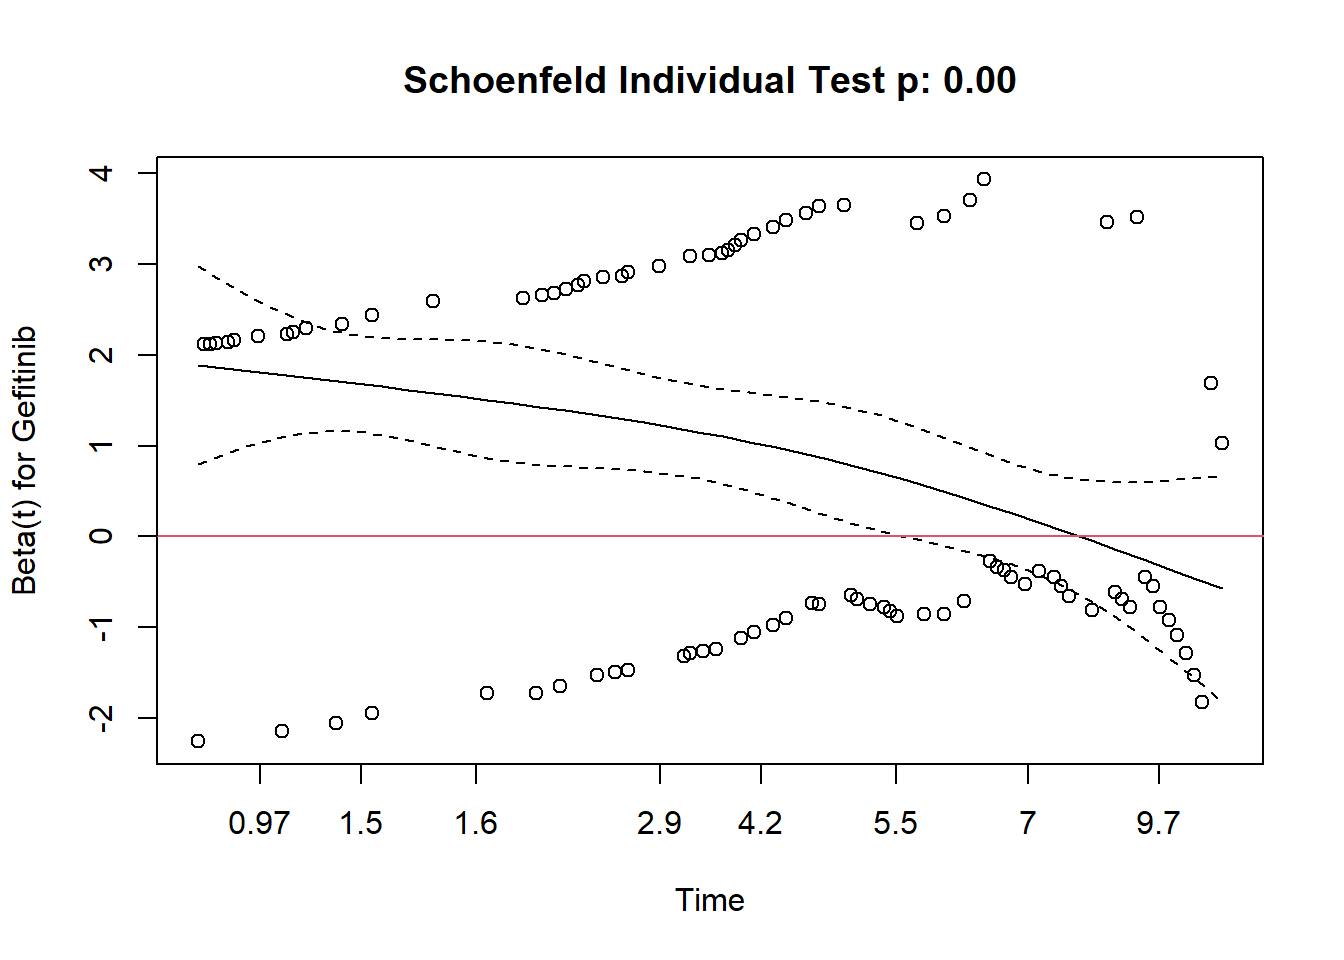 Schoenfeld Individual Test p: 0.00
Beta(t) for Gefitinib
4
3
2
1
0
-1
-2
0.97 1.5 1.6 2.9 4.2 5.5 7 9.7
Time